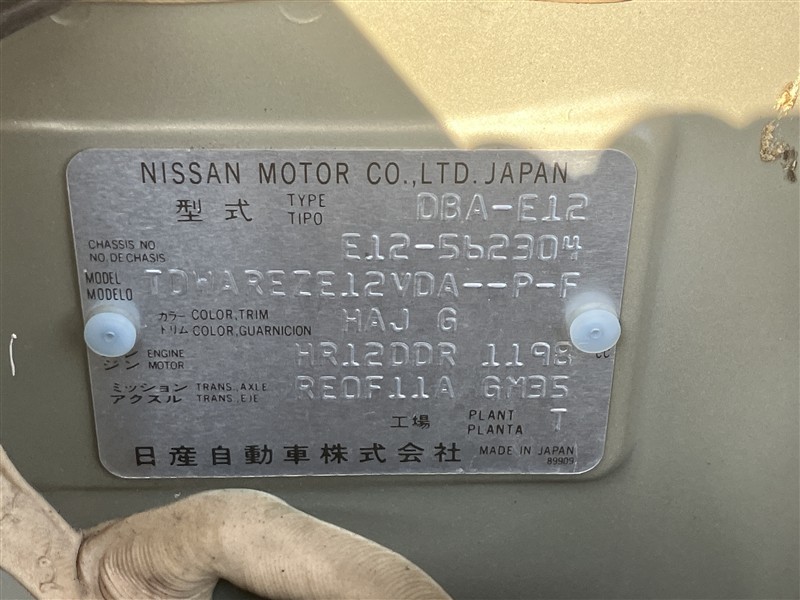 NISSAN MOTOR CO.,LTD. JAPAN
型式 TYPE TIPO DBA-E12
CHASSIS NO NO. DE CHASIS E12-562304
MODEL MODELO TDWAREZE12VDA--P-F
カラー COLOR,TRIM トリム COLOR,GUARNICION HAJ G
ジン ENGINE MOTOR HR12DDR 1198 CC
ミッション アクスル TRANS.,AXLE TRANS.,EJE RE0F11A GM35
工場 PLANT PLANTA T
日産自動車株式会社 MADE IN JAPAN
89909